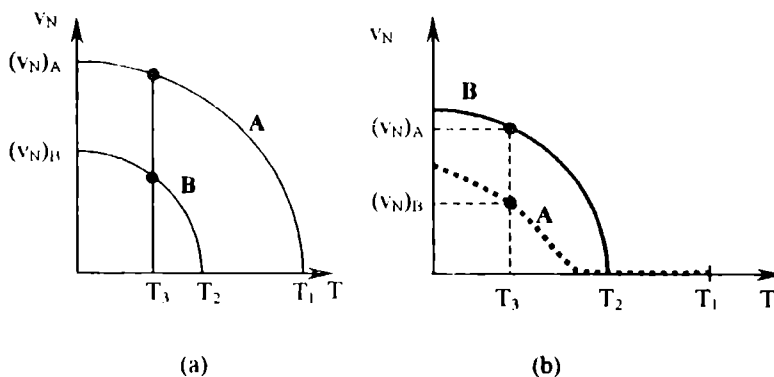 v_N
(v_N)_A
(v_N)_B
A
B
T_3
T_2
T_1
T
(a)
v_N
(v_N)_A
(v_N)_B
B
A
T_3
T_2
T_1
T
(b)